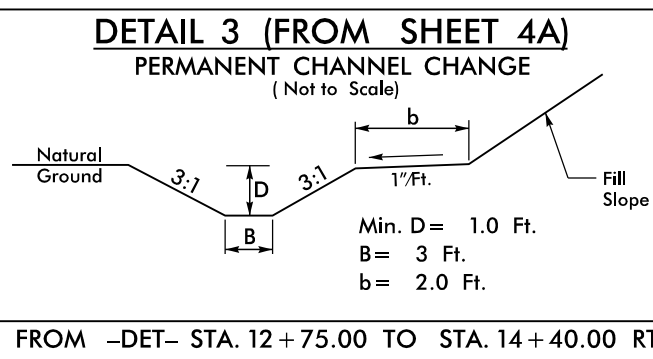 DETAIL 3 (FROM SHEET 4A)
PERMANENT CHANNEL CHANGE
( Not to Scale)
b
Natural
Ground
3:1
D
3:1
1"/Ft.
Fill
Slope
B
Min. D= 1.0 Ft.
B= 3 Ft.
b= 2.0 Ft.
FROM -DET- STA. 12+75.00 TO STA. 14+40.00 RT